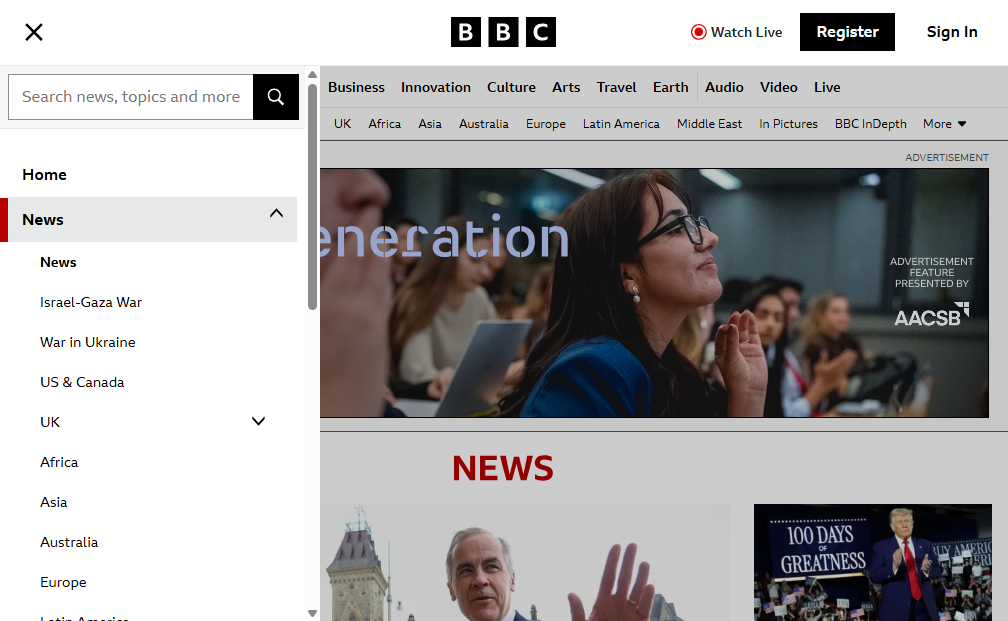 BBC
Watch Live
Register
Sign In
Search news, topics and more
Business Innovation Culture Arts Travel Earth Audio Video Live
UK Africa Asia Australia Europe Latin America Middle East In Pictures BBC InDepth More
ADVERTISEMENT
Home
News
News
Israel-Gaza War
War in Ukraine
US & Canada
UK
Africa
Asia
Australia
Europe
Latin America
eneration
ADVERTISEMENT
FEATURE
PRESENTED BY
AACSB
NEWS
100 DAYS
OF
GREATNESS